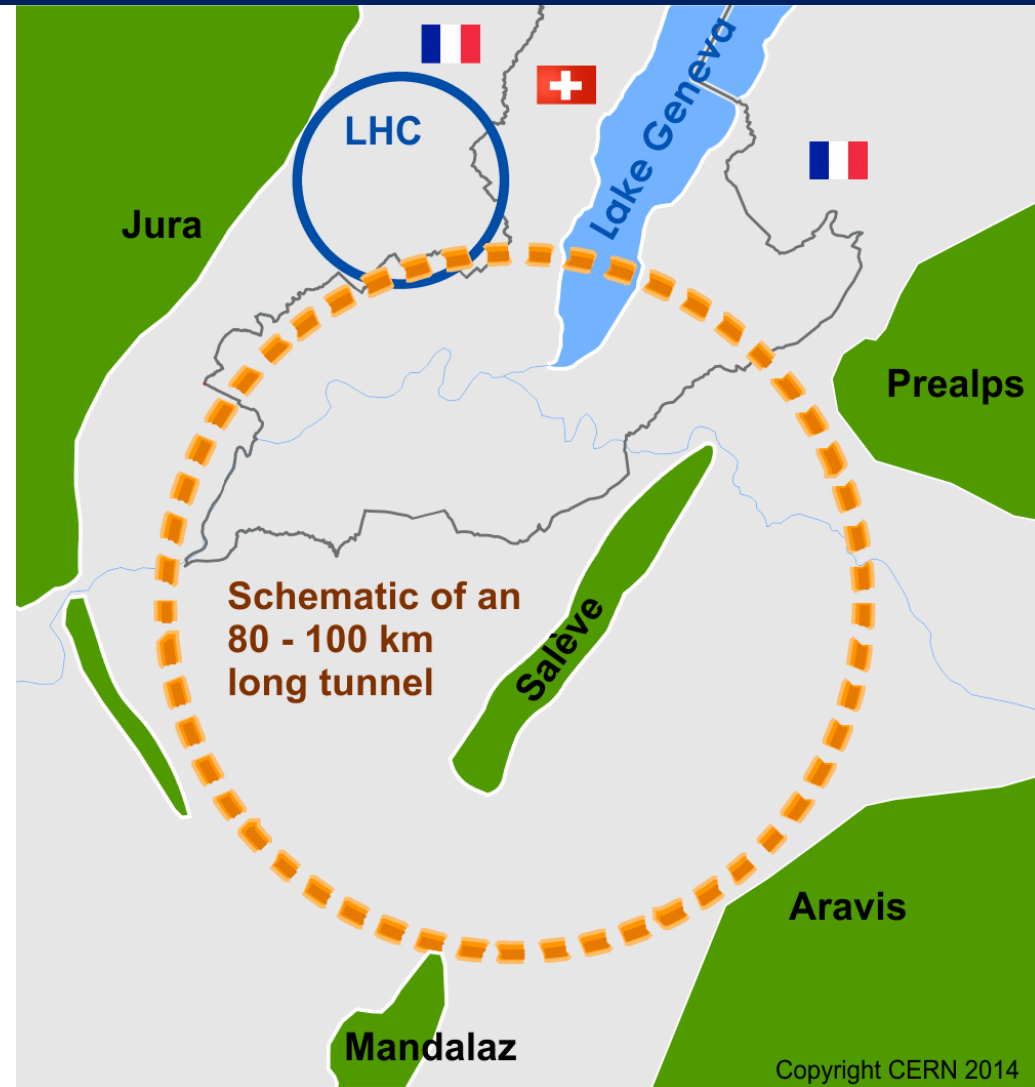 LHC
Lake Geneva
Jura
Prealps
Schematic of an
80 - 100 km
long tunnel
Salève
Aravis
Mandalaz
Copyright CERN 2014